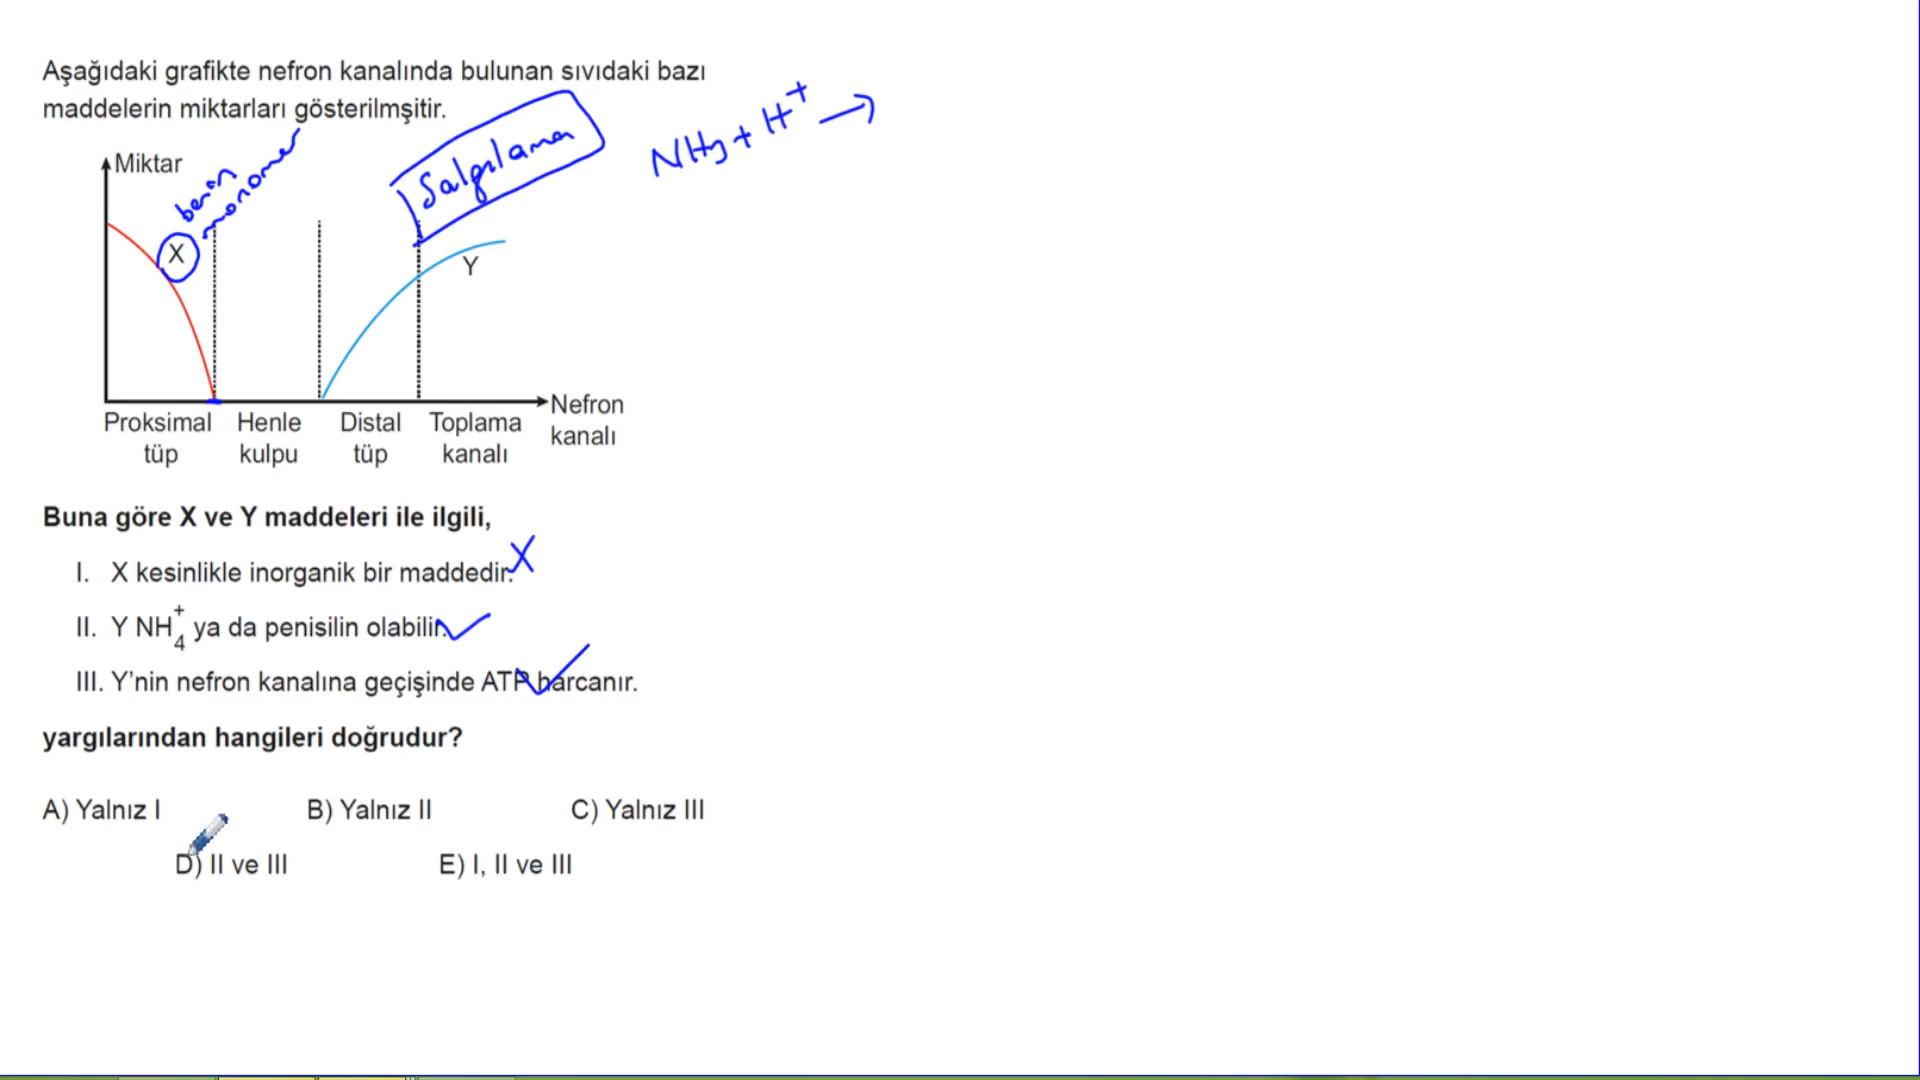 Aşağıdaki grafikte nefron kanalında bulunan sıvıdaki bazı
maddelerin miktarları gösterilmşitir.
Salgılama
NH3 + H+ →
Miktar
besin
monomer
X
Y
Nefron
kanalı
Proksimal
tüp
Henle
kulpu
Distal
tüp
Toplama
kanalı
Buna göre X ve Y maddeleri ile ilgili,
I. X kesinlikle inorganik bir maddedir. X
II. Y NH4+ ya da penisilin olabilir.
III. Y'nin nefron kanalına geçişinde ATP harcanır.
yargılarından hangileri doğrudur?
A) Yalnız I B) Yalnız II C) Yalnız III
D) II ve III E) I, II ve III